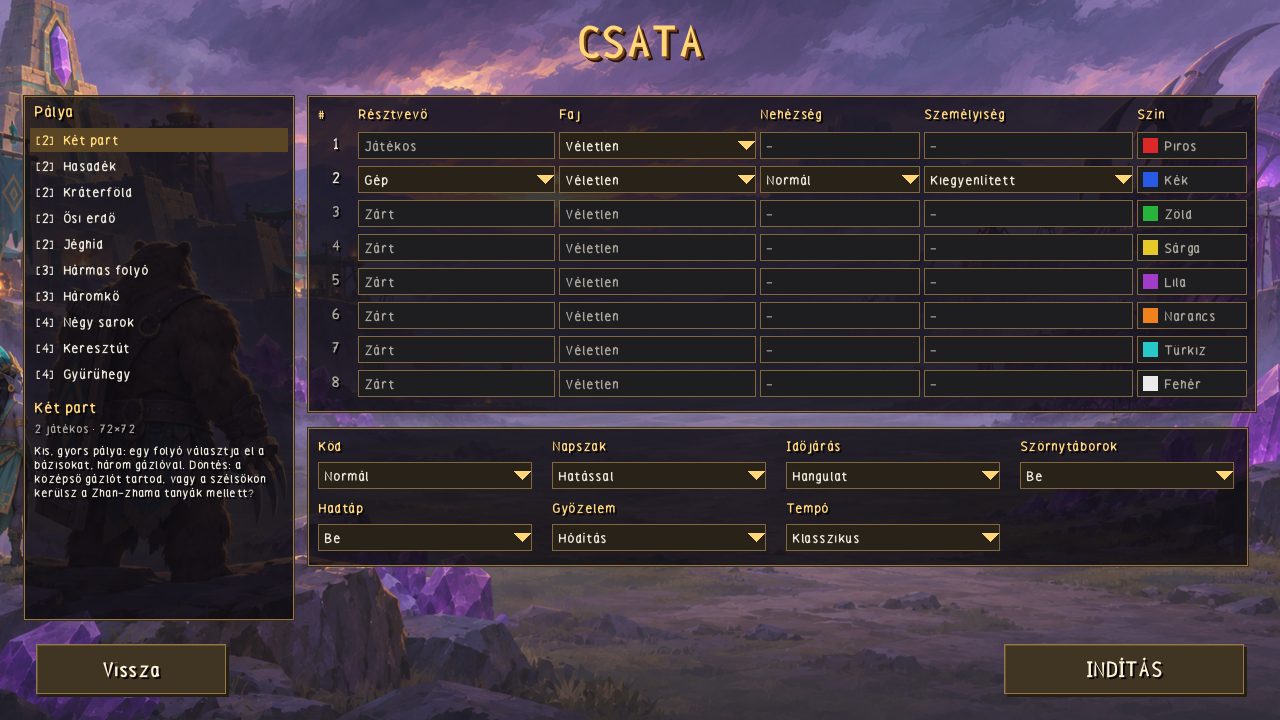 CSATA
Pálya
[2] Két part
[2] Hasadék
[2] Kráterföld
[2] Ősi erdő
[2] Jéghíd
[3] Hármas folyó
[3] Háromkő
[4] Négy sarok
[4] Keresztút
[4] Gyűrűhegy
Két part
2 játékos · 72×72
Kis, gyors pálya: egy folyó választja el a
bázisokat, három gázlóval. Döntés: a
középső gázlót tartod, vagy a szélsőkön
kerülsz a Zhan-zhama tanyák mellett?
# Résztvevő Faj Nehézség Személyiség Szín
1 Játékos Véletlen – – Piros
2 Gép Véletlen Normál Kiegyenlített Kék
3 Zárt Véletlen – – Zöld
4 Zárt Véletlen – – Sárga
5 Zárt Véletlen – – Lila
6 Zárt Véletlen – – Narancs
7 Zárt Véletlen – – Türkiz
8 Zárt Véletlen – – Fehér
Köd Napszak Időjárás Szörnytáborok
Normál Hatással Hangulat Be
Hadtáp Győzelem Tempó
Be Hódítás Klasszikus
Vissza
INDÍTÁS